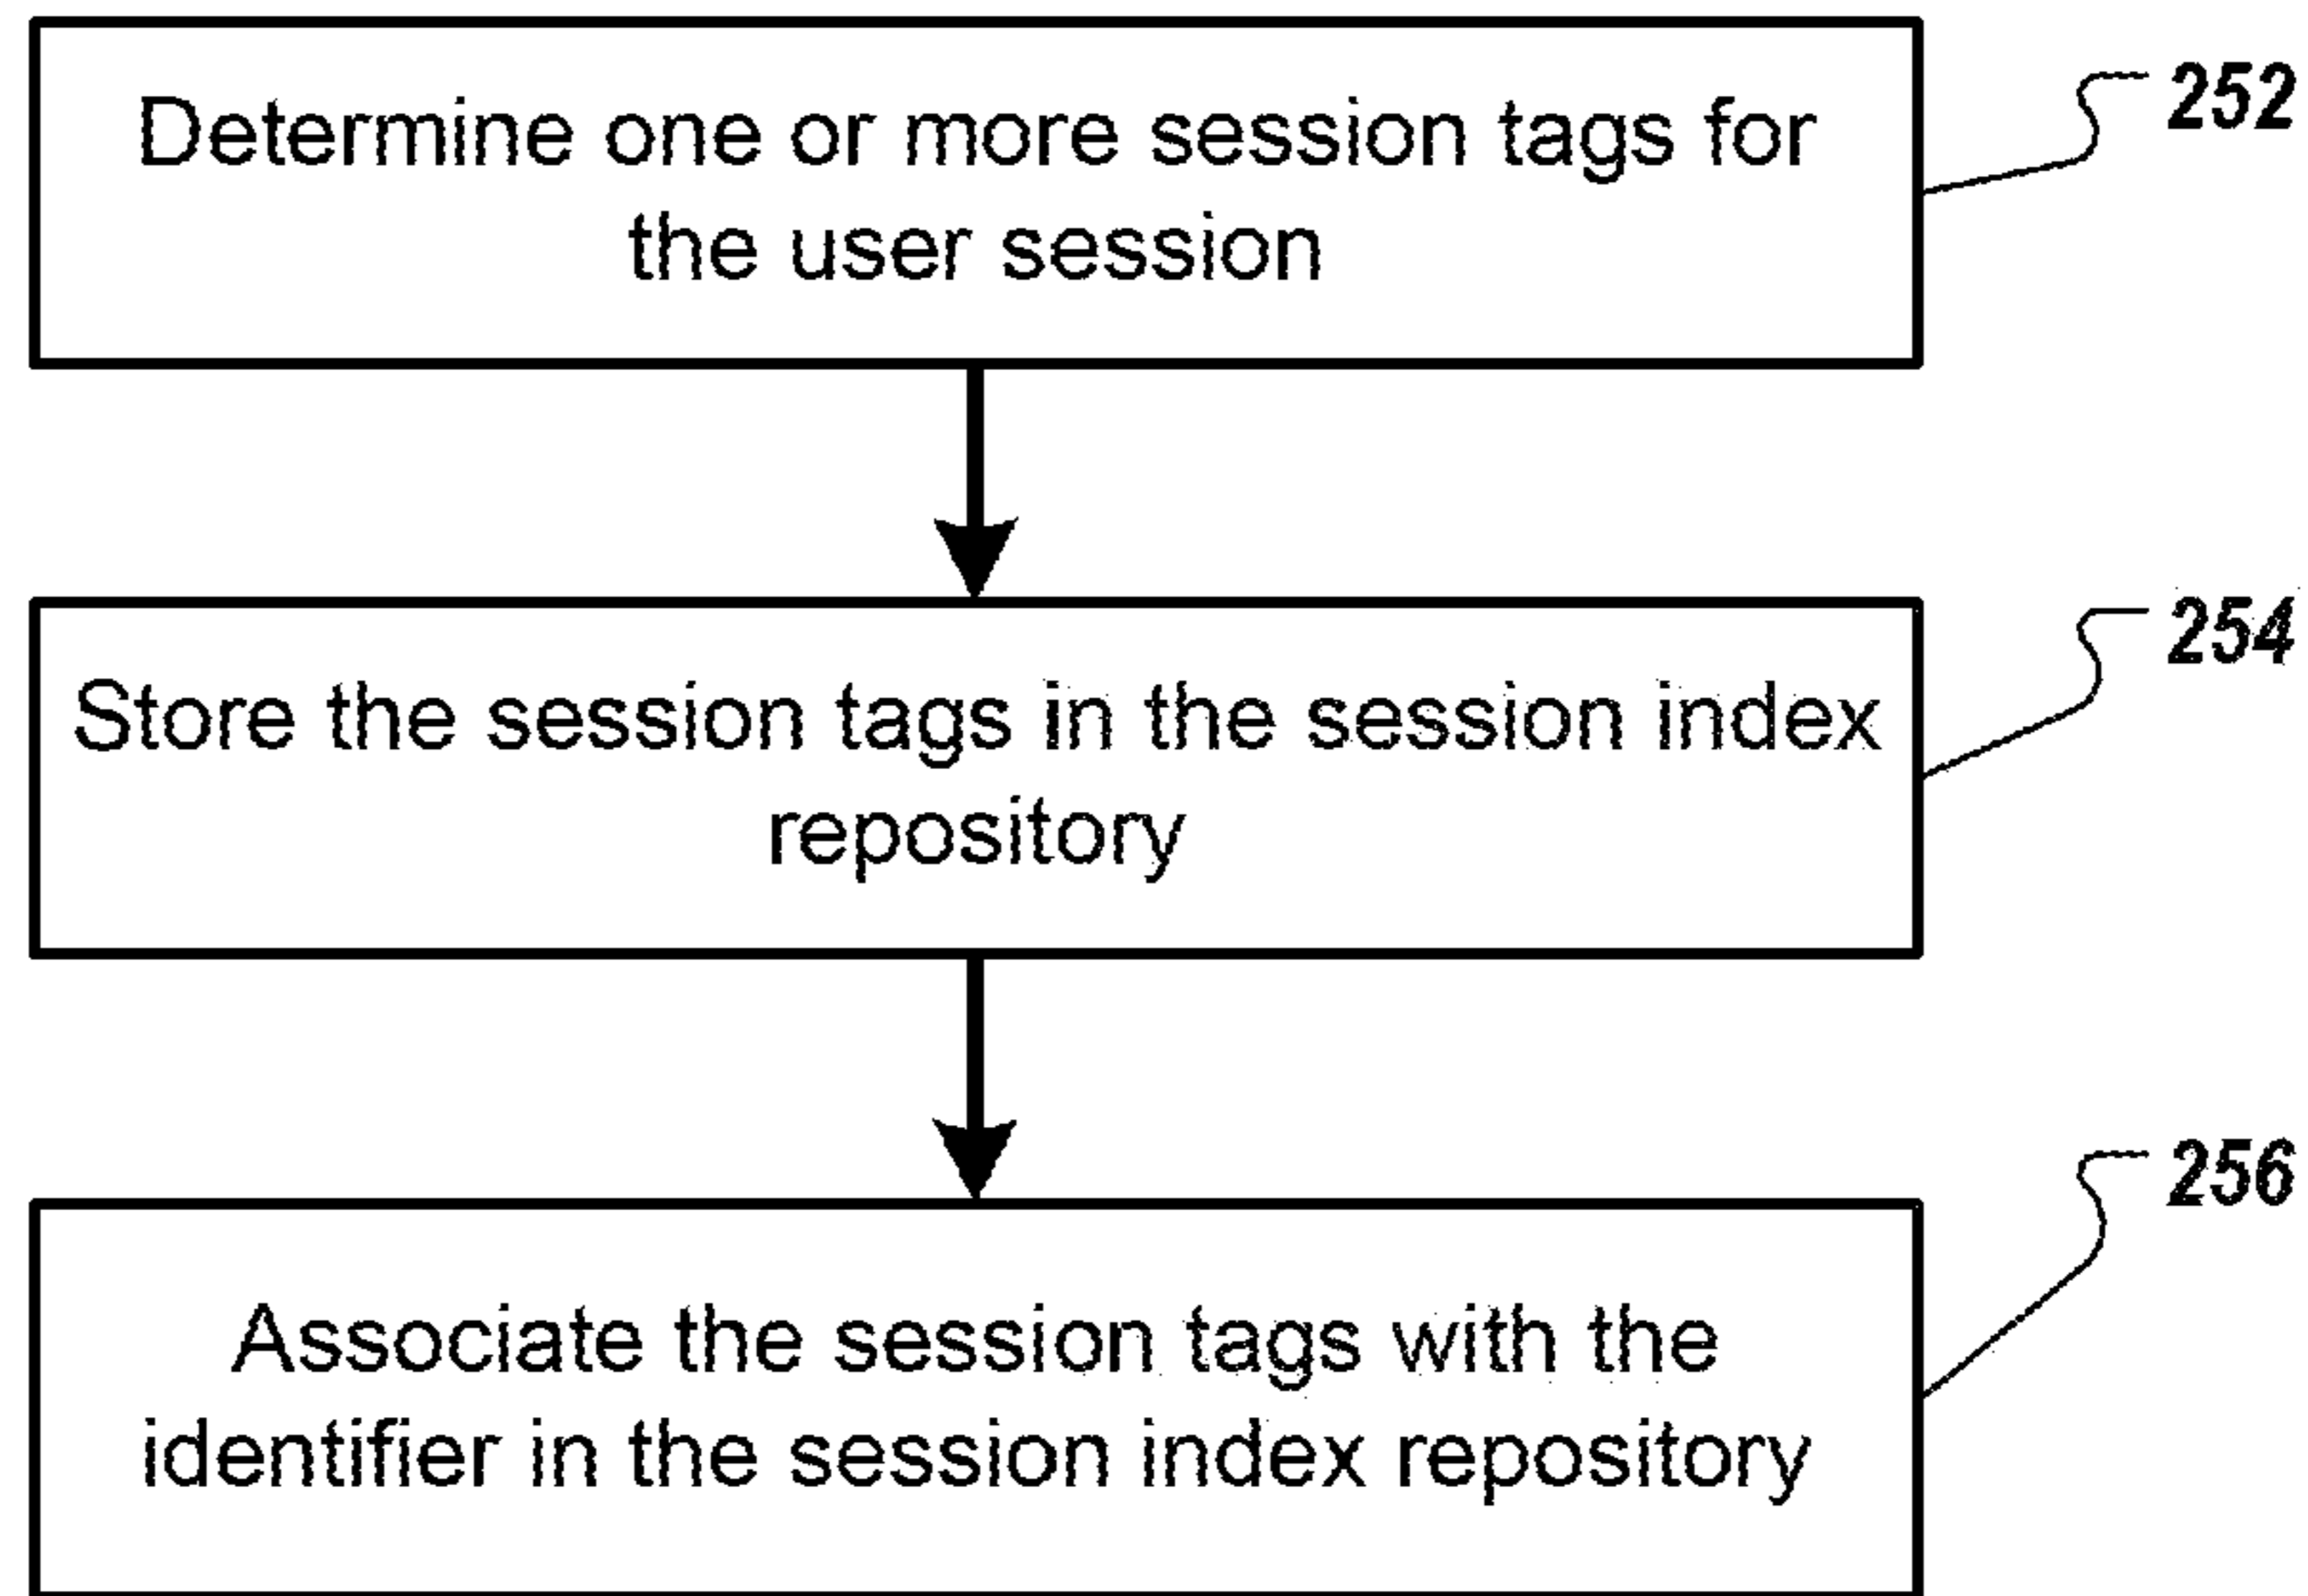 Determine one or more session tags for
the user session
252
Store the session tags in the session index
repository
254
Associate the session tags with the
identifier in the session index repository
256